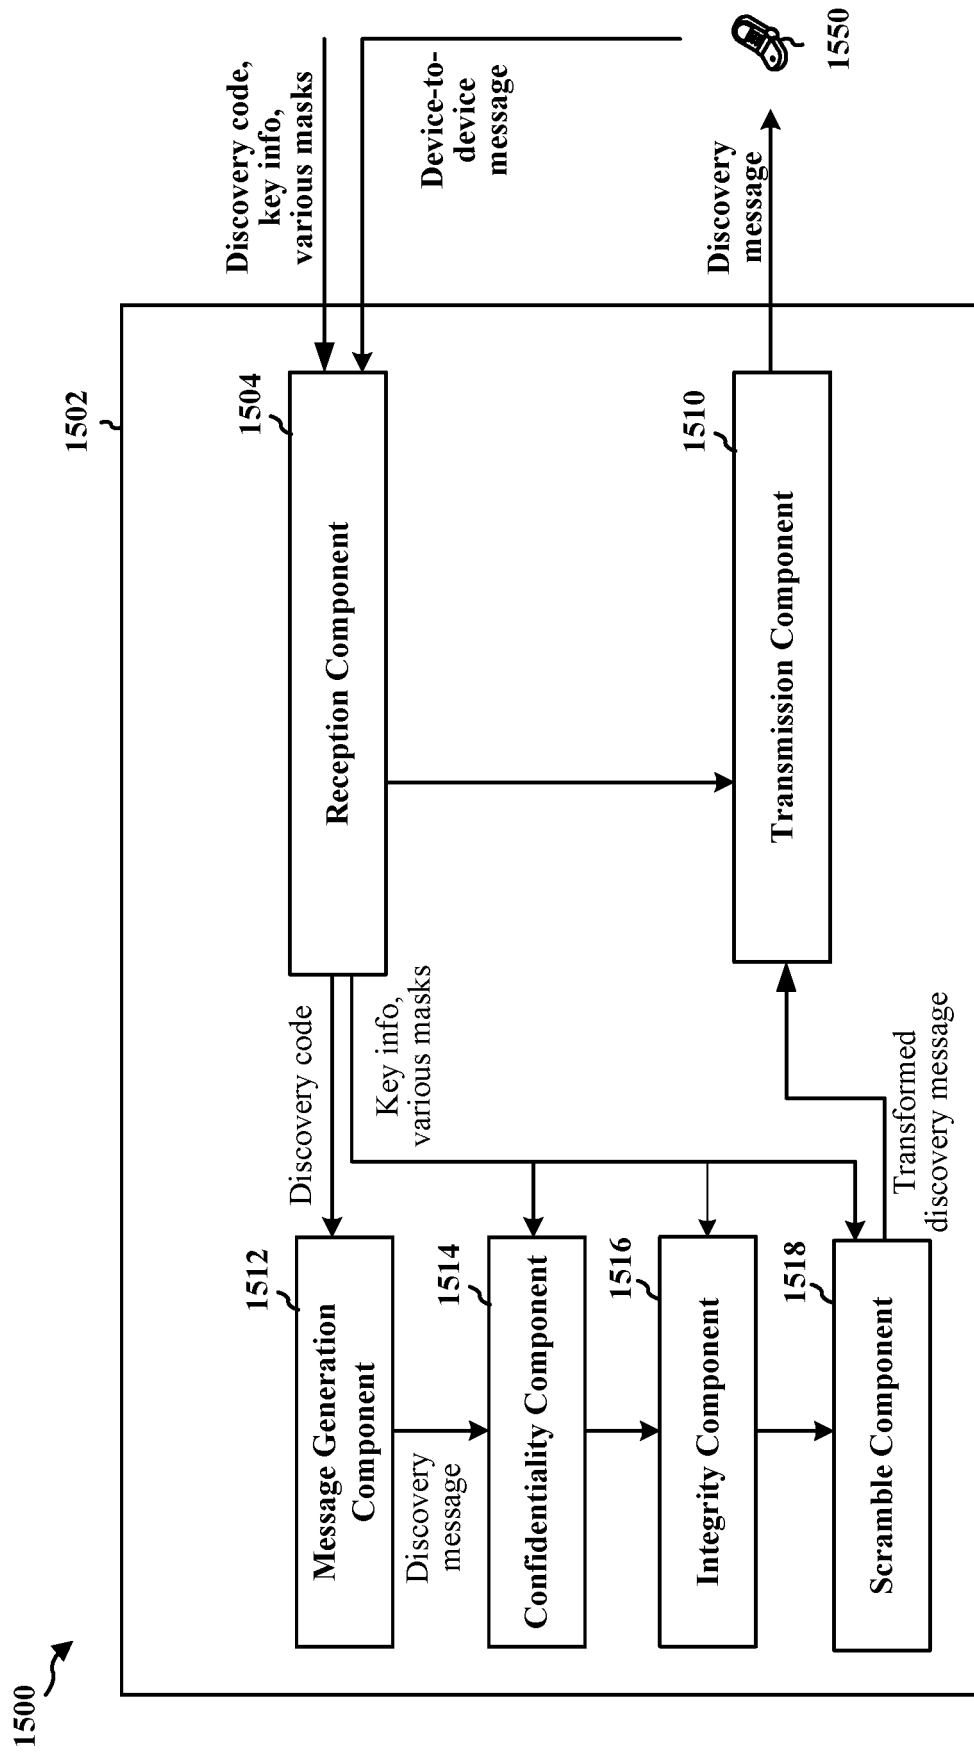 1500
1502
Discovery code,
key info,
various masks
Device-to-
device
message
1550
Discovery
message
1504
Reception Component
1510
Transmission Component
Discovery code
Key info,
various masks
Transformed
discovery message
1512
Message Generation
Component
Discovery
message
1514
Confidentiality Component
1516
Integrity Component
1518
Scramble Component